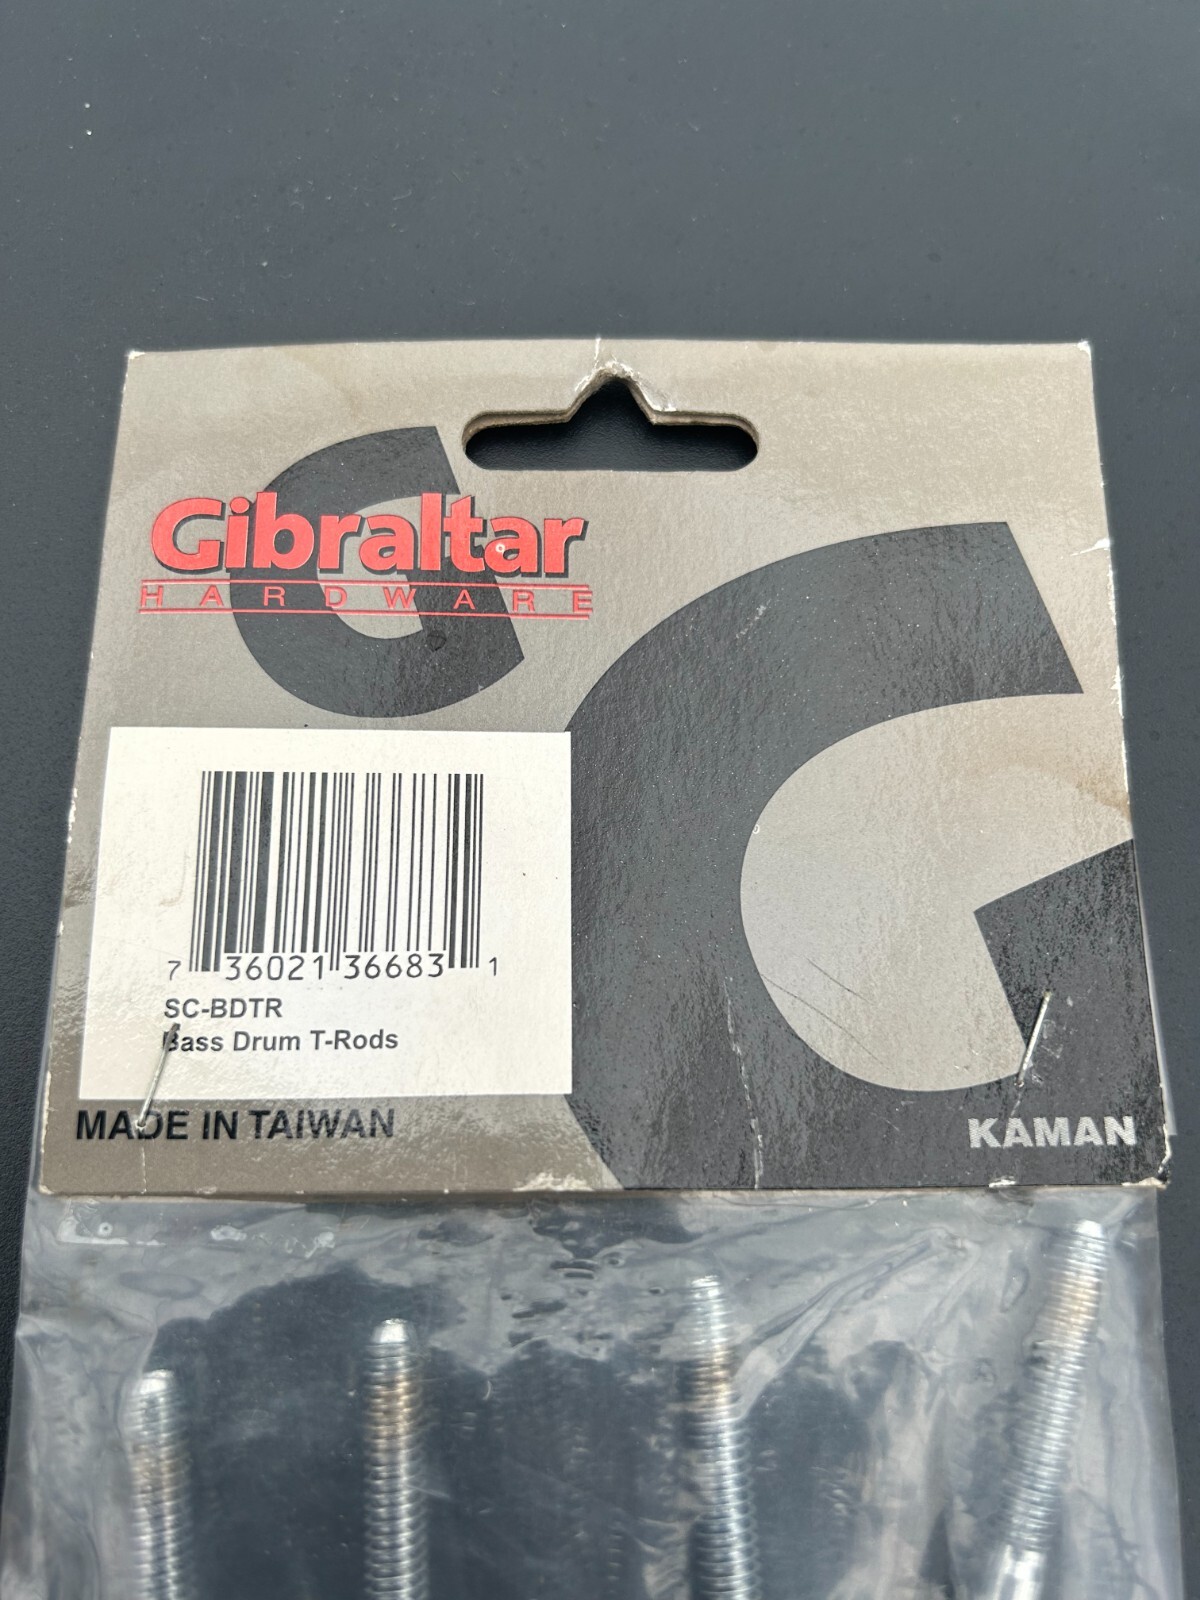 Gibraltar
HARDWARE
7 36021 36683 1
SC-BDTR
Bass Drum T-Rods
MADE IN TAIWAN
KAMAN